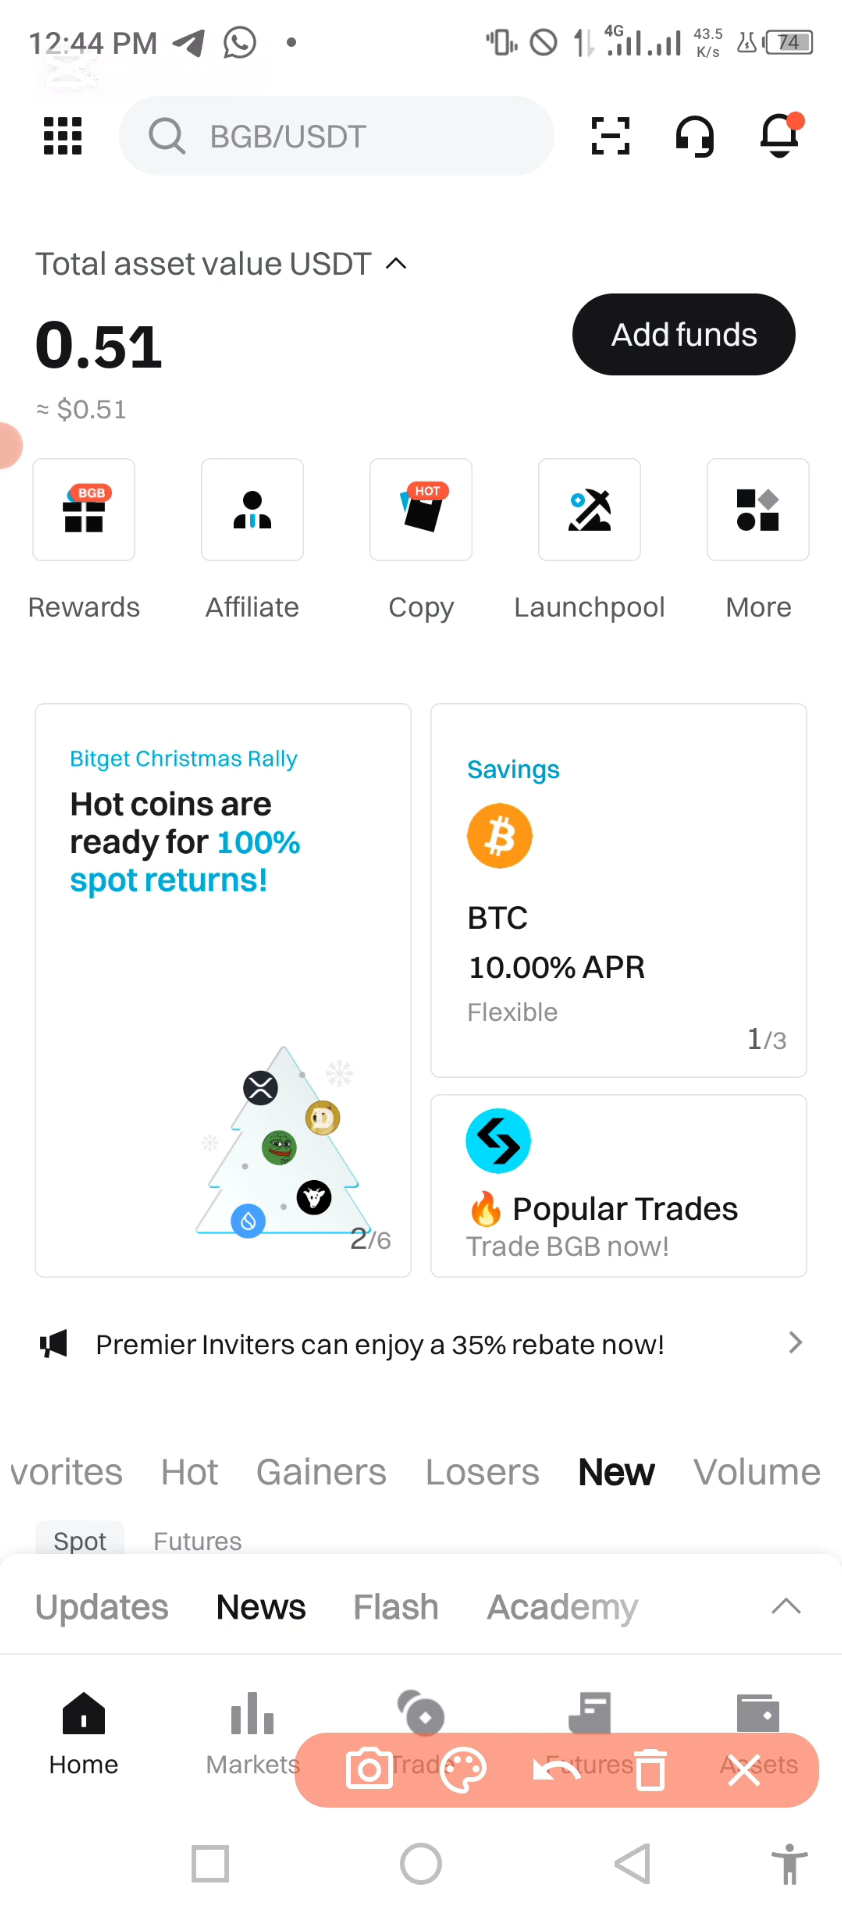 12:44 PM
4G
43.5
K/s
74
BGB/USDT
Total asset value USDT
0.51
Add funds
≈ $0.51
BGB
HOT
Rewards
Affiliate
Copy
Launchpool
More
Bitget Christmas Rally
Hot coins are
ready for 100%
spot returns!
2/6
Savings
BTC
10.00% APR
Flexible
1/3
🔥 Popular Trades
Trade BGB now!
Premier Inviters can enjoy a 35% rebate now!
vorites Hot Gainers Losers New Volume
Spot Futures
Updates News Flash Academy
Home Markets Trade Futures Assets